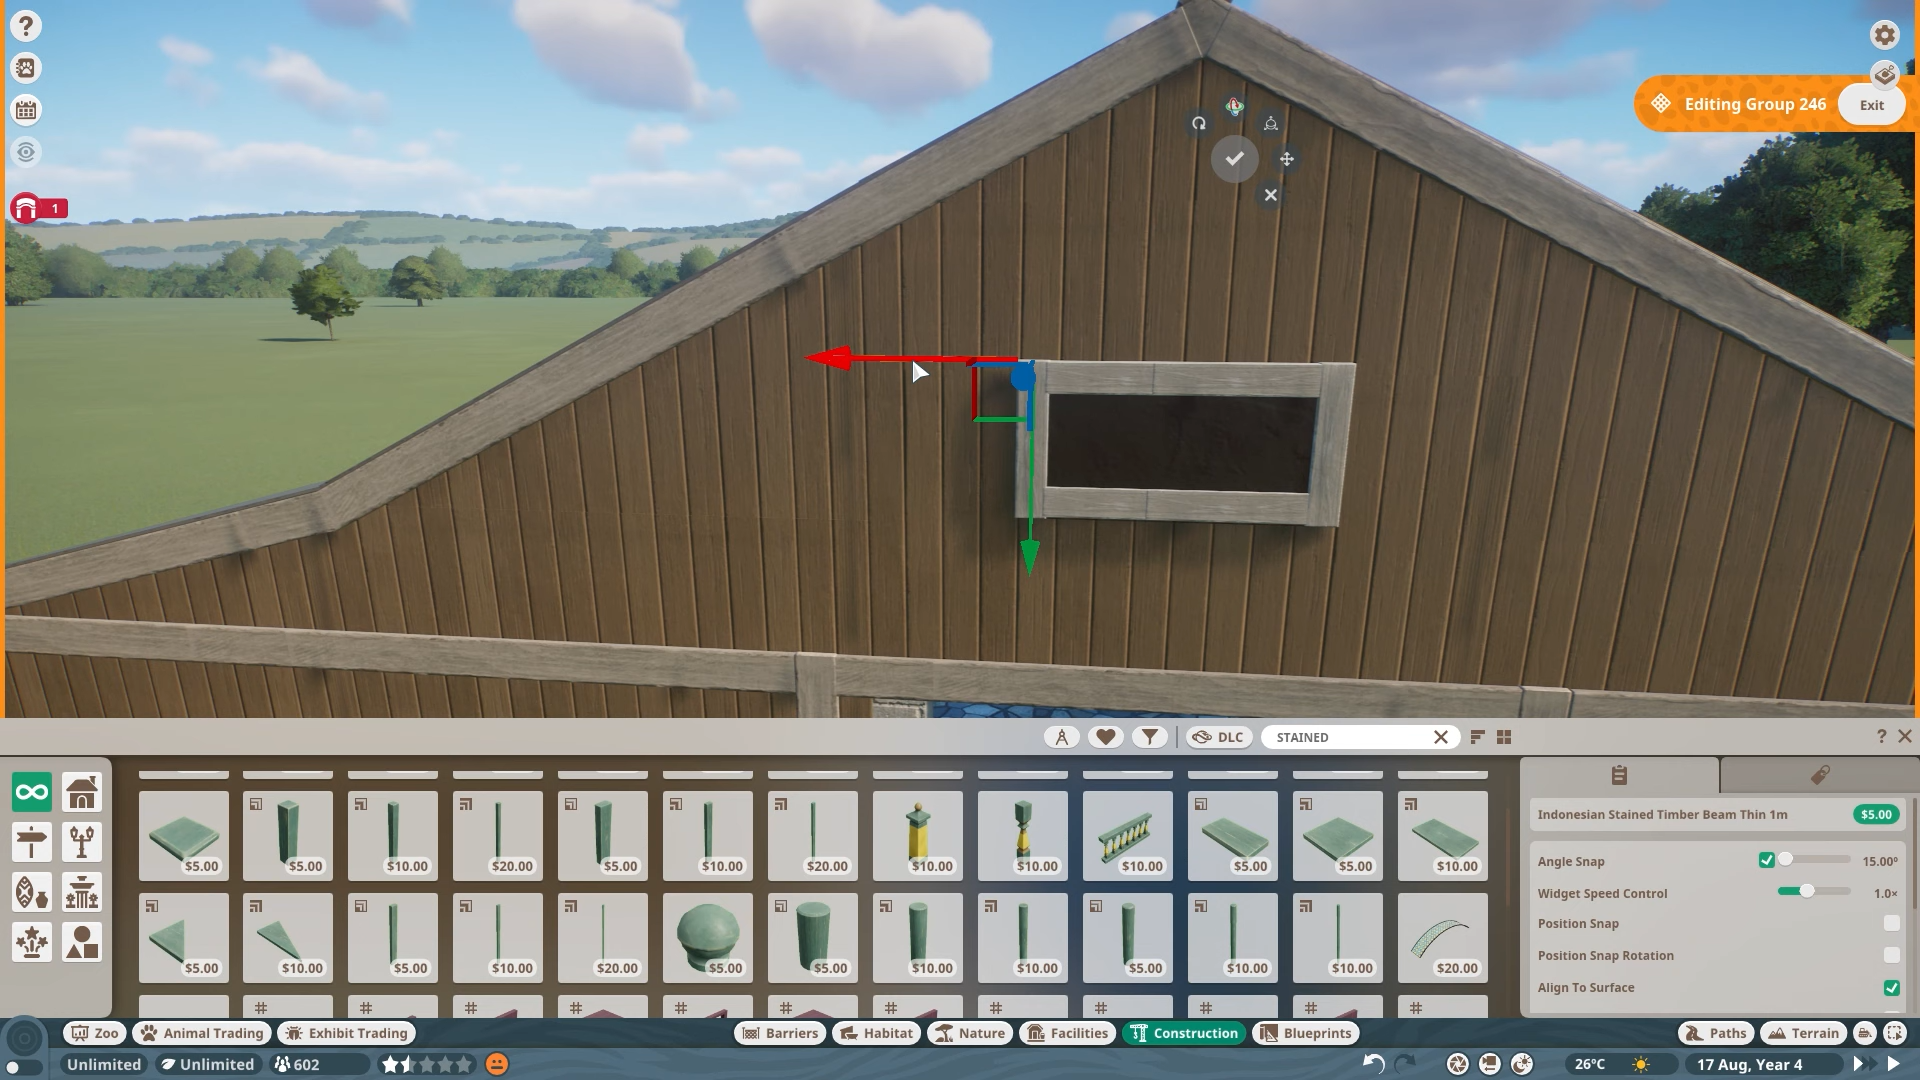 ?
Editing Group 246
Exit
1
DLC
STAINED
?
$5.00
$5.00
$10.00
$20.00
$5.00
$10.00
$20.00
$10.00
$10.00
$10.00
$5.00
$5.00
$10.00
$5.00
$10.00
$5.00
$10.00
$20.00
$5.00
$5.00
$10.00
$10.00
$5.00
$10.00
$10.00
$20.00
Indonesian Stained Timber Beam Thin 1m
$5.00
Angle Snap
15.00°
Widget Speed Control
1.0×
Position Snap
Position Snap Rotation
Align To Surface
Zoo
Animal Trading
Exhibit Trading
Barriers
Habitat
Nature
Facilities
Construction
Blueprints
Paths
Terrain
Unlimited
Unlimited
602
26°C
17 Aug, Year 4